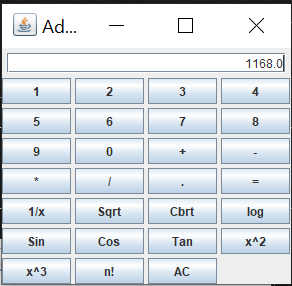 Ad...
1168.0
1 2 3 4
5 6 7 8
9 0 + -
* / . =
1/x Sqrt Cbrt log
Sin Cos Tan x^2
x^3 n! AC